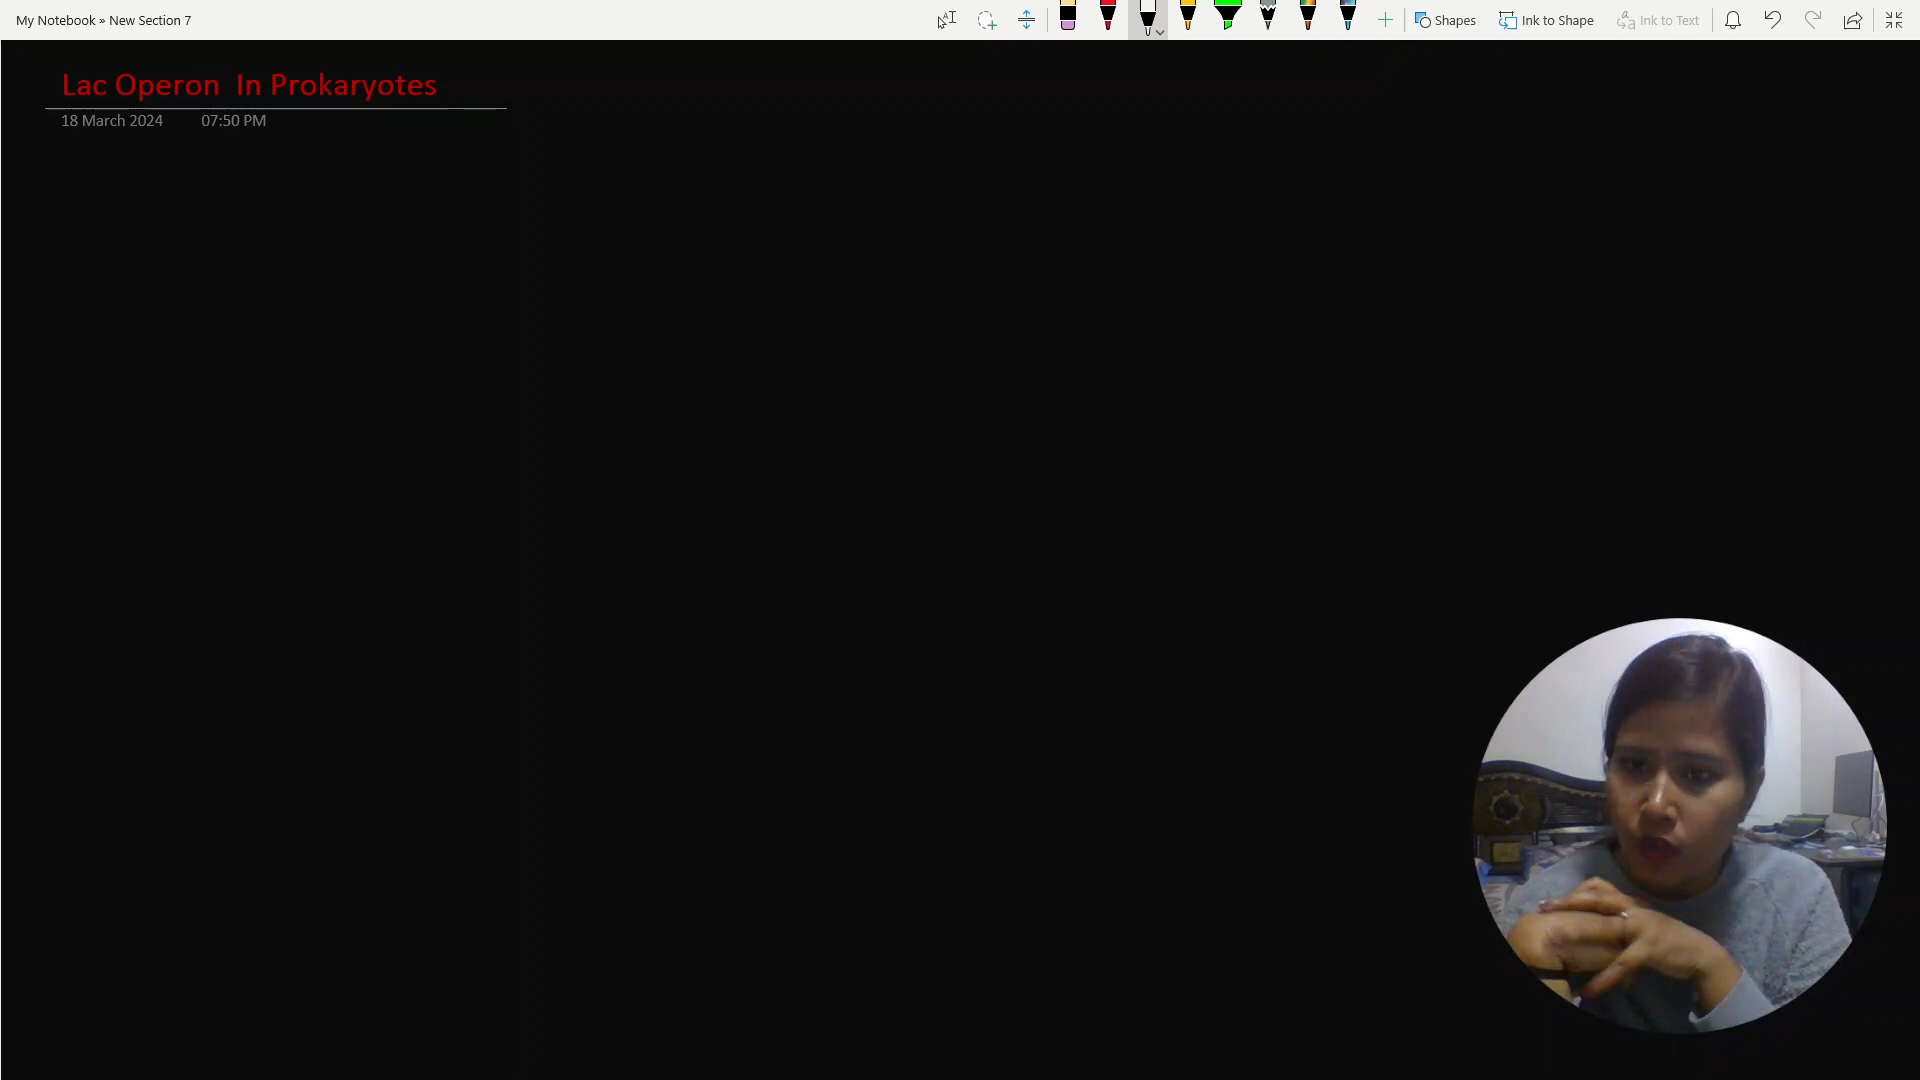 My Notebook » New Section 7
Shapes
Ink to Shape
Ink to Text
Lac Operon  In Prokaryotes
18 March 2024 07:50 PM